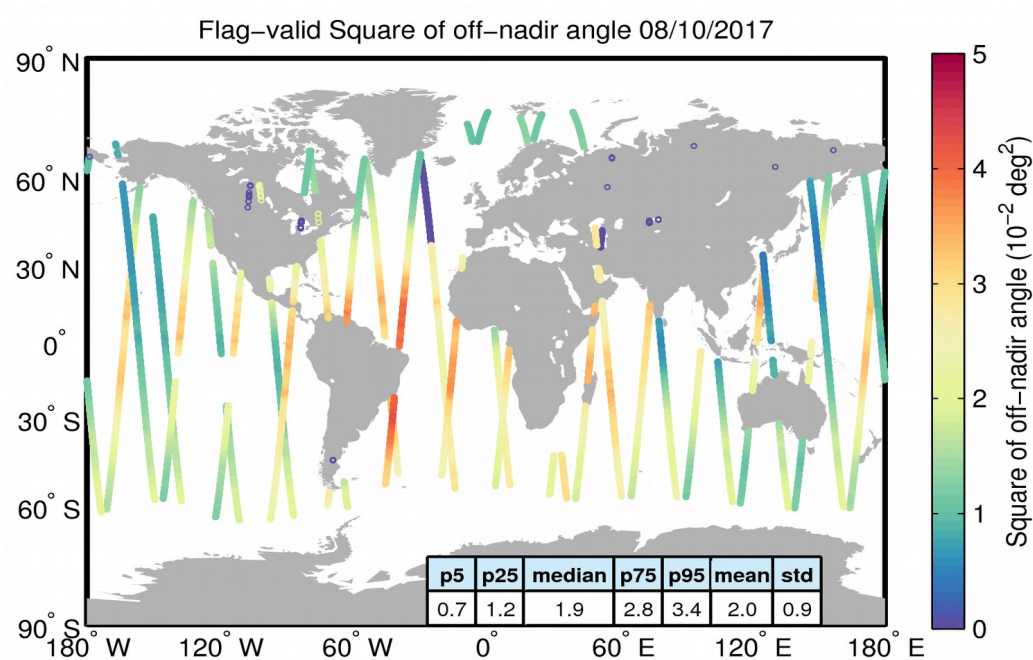 Flag-valid Square of off-nadir angle 08/10/2017
90° N
60° N
30° N
0°
30° S
60° S
90° S
180° W
120° W
60° W
0°
60° E
120° E
180° E
p5 p25 median p75 p95 mean std
0.7 1.2 1.9 2.8 3.4 2.0 0.9
5
4
3
2
1
0
Square of off-nadir angle (10⁻² deg²)